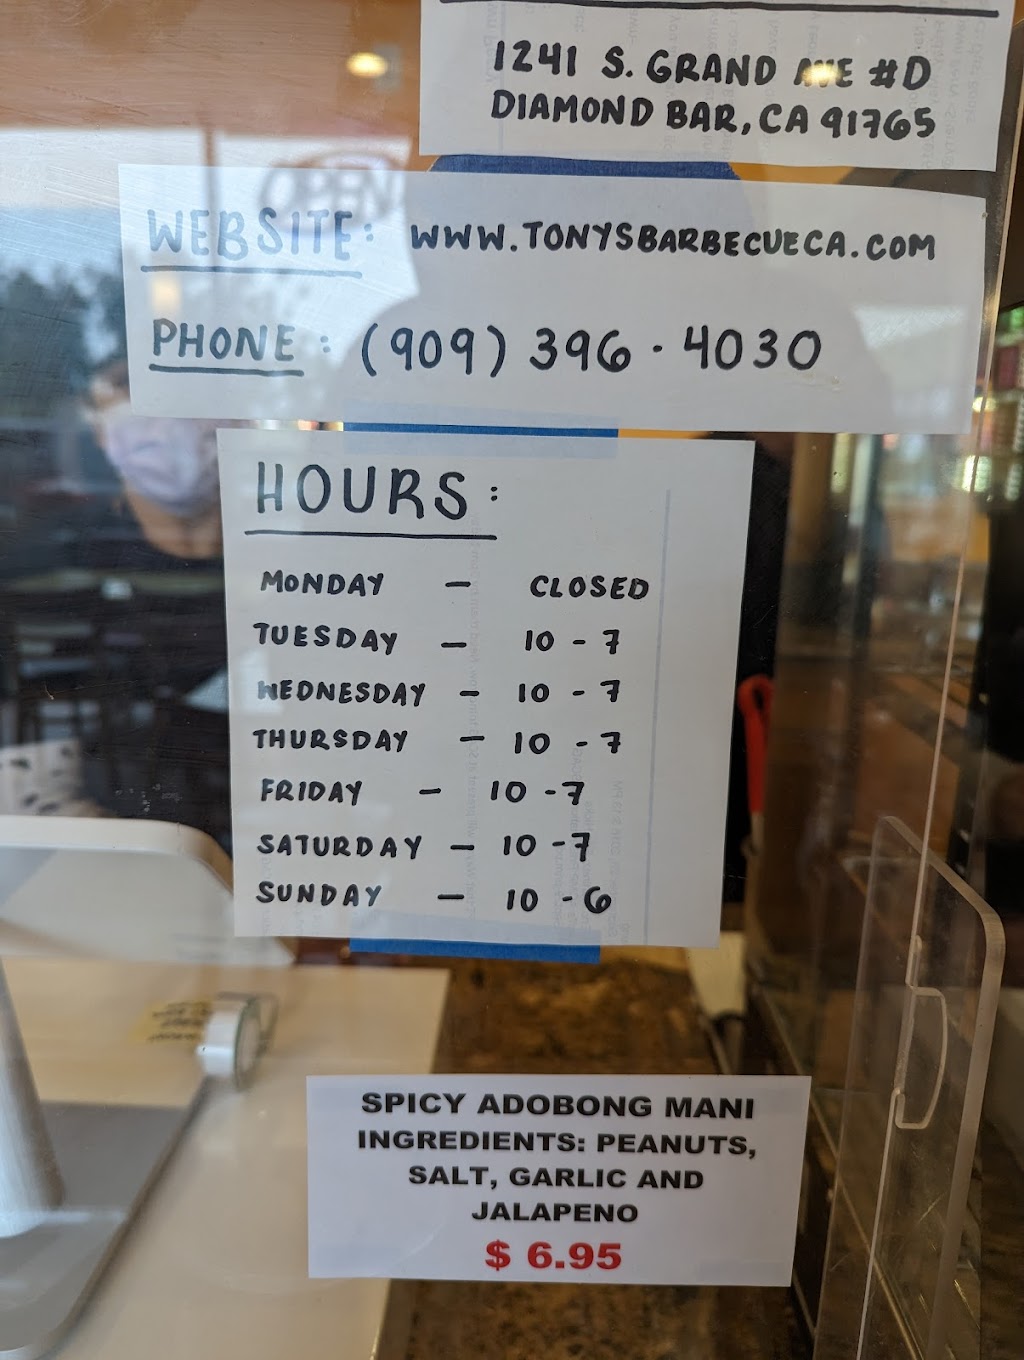 1241 S. GRAND AVE #D
DIAMOND BAR, CA 91765
OPEN
WEBSITE: WWW.TONYSBARBECUECA.COM
PHONE: (909) 396-4030
HOURS:
MONDAY — CLOSED
TUESDAY — 10-7
WEDNESDAY — 10-7
THURSDAY — 10-7
FRIDAY — 10-7
SATURDAY — 10-7
SUNDAY — 10-6
SPICY ADOBONG MANI
INGREDIENTS: PEANUTS,
SALT, GARLIC AND
JALAPENO
$ 6.95